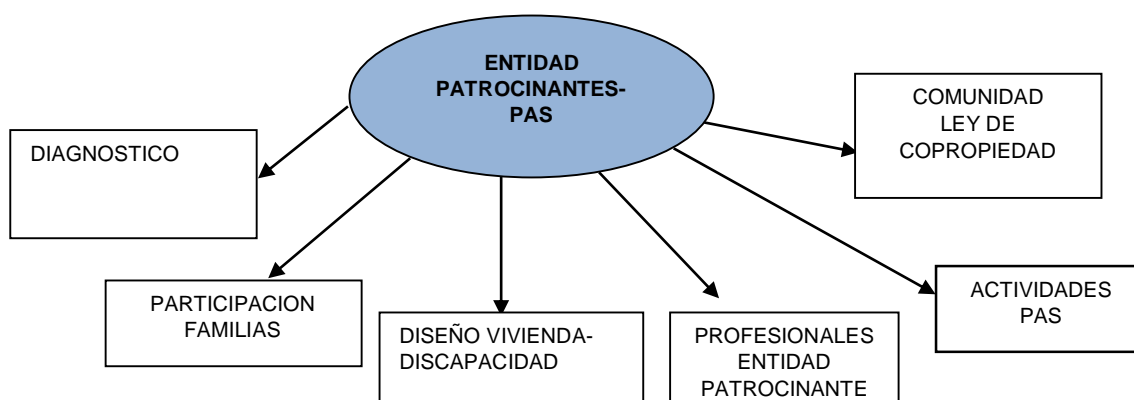 ENTIDAD
PATROCINANTES-
PAS
COMUNIDAD
LEY DE
COPROPIEDAD
DIAGNOSTICO
PARTICIPACION
FAMILIAS
DISEÑO VIVIENDA-
DISCAPACIDAD
PROFESIONALES
ENTIDAD
PATROCINANTE
ACTIVIDADES
PAS